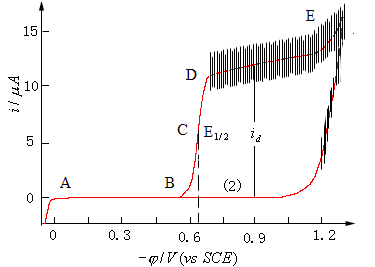 E
15
i / μA
D
10
C
E1/2
id
5
A
B
(2)
0
0
0.3
0.6
0.9
1.2
−φ/V(vs SCE)